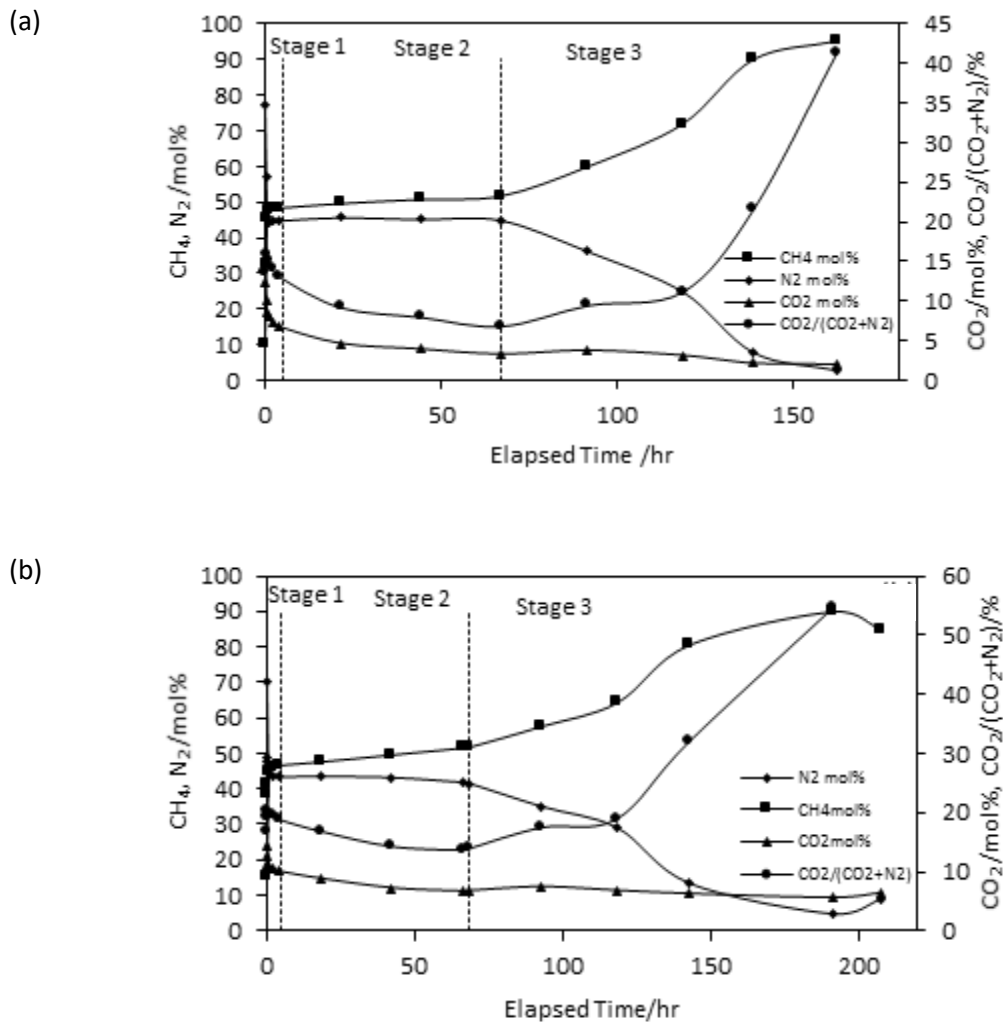 (a)
100
90
80
70
60
50
40
30
20
10
0
CH₄, N₂ /mol%
Stage 1
Stage 2
Stage 3
45
40
35
30
25
20
15
10
5
0
CO₂/mol%, CO₂/(CO₂+N₂)/%
CH4 mol%
N2 mol%
CO2 mol%
CO2/(CO2+N2)
0 50 100 150
Elapsed Time /hr
(b)
100
90
80
70
60
50
40
30
20
10
0
CH₄, N₂/mol%
Stage 1
Stage 2
Stage 3
60
50
40
30
20
10
0
CO₂/mol%, CO₂/(CO₂+N₂)/%
N2 mol%
CH4mol%
CO2mol%
CO2/(CO2+N2)
0 50 100 150 200
Elapsed Time/hr